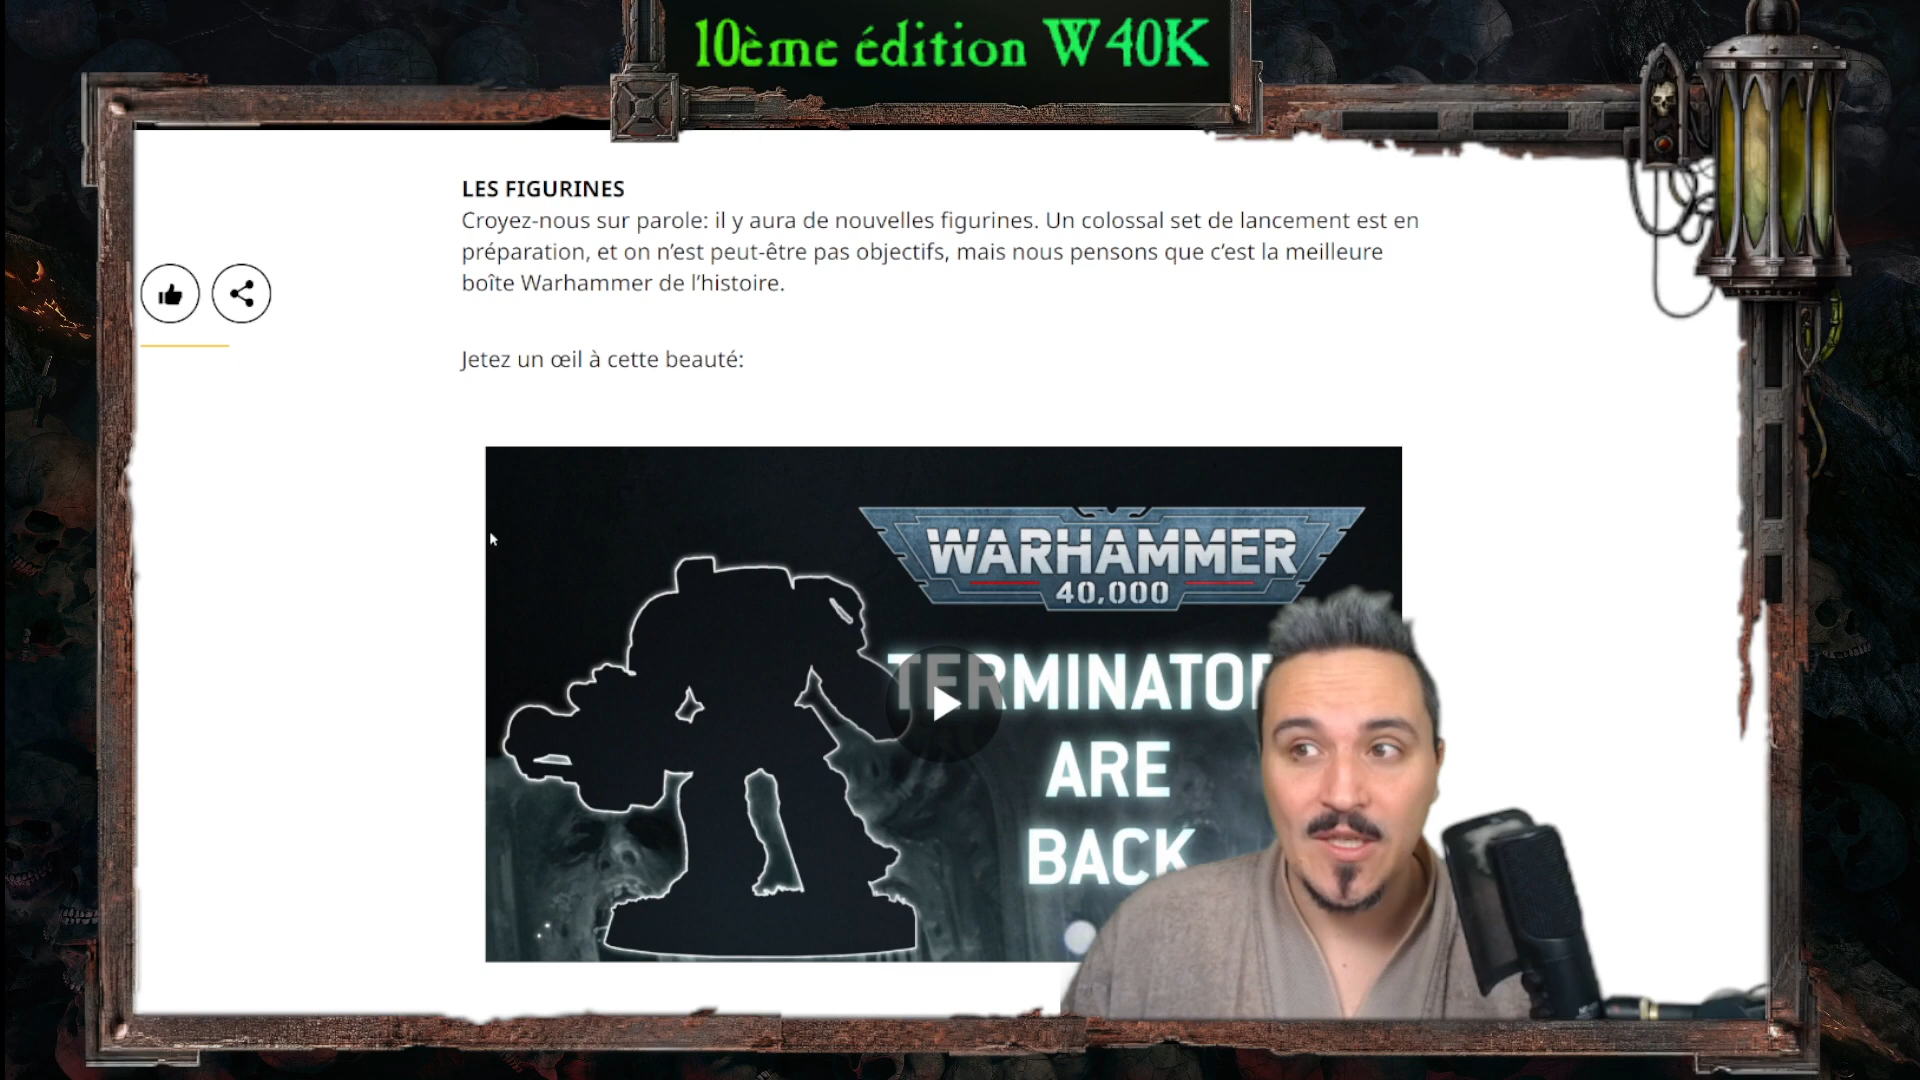 10ème édition W40K
LES FIGURINES
Croyez-nous sur parole: il y aura de nouvelles figurines. Un colossal set de lancement est en
préparation, et on n’est peut-être pas objectifs, mais nous pensons que c’est la meilleure
boîte Warhammer de l’histoire.
Jetez un œil à cette beauté:
WARHAMMER
40,000
TERMINATOR
ARE
BACK